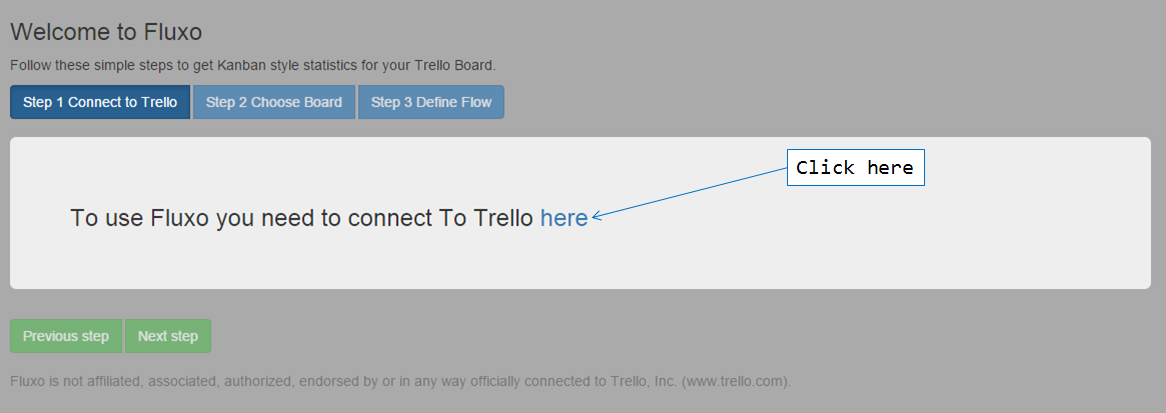 Welcome to Fluxo
Follow these simple steps to get Kanban style statistics for your Trello Board.
Step 1 Connect to Trello
Step 2 Choose Board
Step 3 Define Flow
Click here
To use Fluxo you need to connect To Trello here
Previous step
Next step
Fluxo is not affiliated, associated, authorized, endorsed by or in any way officially connected to Trello, Inc. (www.trello.com).